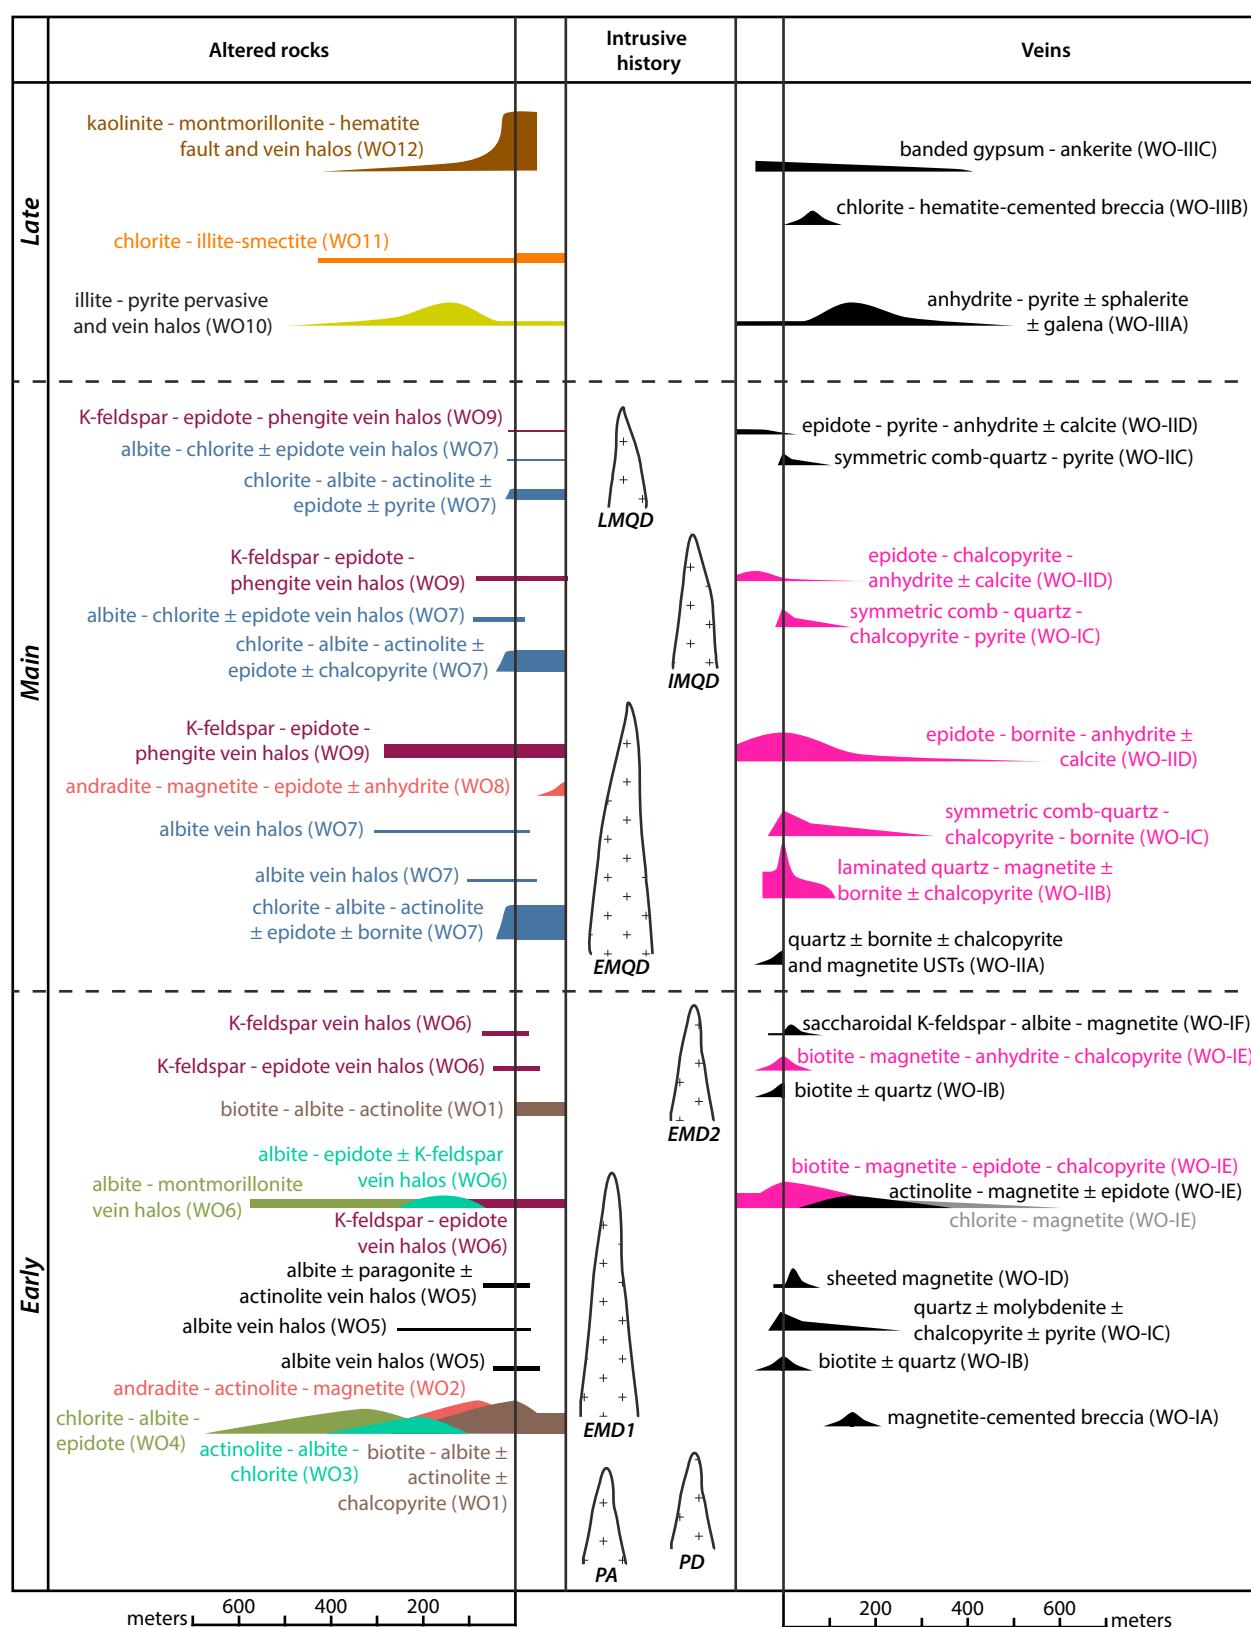 Altered rocks
Intrusive
history
Veins
Late
kaolinite - montmorillonite - hematite
fault and vein halos (WO12)
chlorite - illite-smectite (WO11)
illite - pyrite pervasive
and vein halos (WO10)
banded gypsum - ankerite (WO-IIIC)
chlorite - hematite-cemented breccia (WO-IIIB)
anhydrite - pyrite ± sphalerite
± galena (WO-IIIA)
Main
K-feldspar - epidote - phengite vein halos (WO9)
albite - chlorite ± epidote vein halos (WO7)
chlorite - albite - actinolite ±
epidote ± pyrite (WO7)
LMQD
epidote - pyrite - anhydrite ± calcite (WO-IID)
symmetric comb-quartz - pyrite (WO-IIC)
K-feldspar - epidote -
phengite vein halos (WO9)
albite - chlorite ± epidote vein halos (WO7)
chlorite - albite - actinolite ±
epidote ± chalcopyrite (WO7)
IMQD
epidote - chalcopyrite -
anhydrite ± calcite (WO-IID)
symmetric comb - quartz -
chalcopyrite - pyrite (WO-IC)
K-feldspar - epidote -
phengite vein halos (WO9)
andradite - magnetite - epidote ± anhydrite (WO8)
albite vein halos (WO7)
albite vein halos (WO7)
chlorite - albite - actinolite
± epidote ± bornite (WO7)
EMQD
epidote - bornite - anhydrite ±
calcite (WO-IID)
symmetric comb-quartz -
chalcopyrite - bornite (WO-IC)
laminated quartz - magnetite ±
bornite ± chalcopyrite (WO-IIB)
quartz ± bornite ± chalcopyrite
and magnetite USTs (WO-IIA)
Early
K-feldspar vein halos (WO6)
K-feldspar - epidote vein halos (WO6)
biotite - albite - actinolite (WO1)
EMD2
saccharoidal K-feldspar - albite - magnetite (WO-IF)
biotite - magnetite - anhydrite - chalcopyrite (WO-IE)
biotite ± quartz (WO-IB)
albite - epidote ± K-feldspar
vein halos (WO6)
albite - montmorillonite
vein halos (WO6)
K-feldspar - epidote
vein halos (WO6)
albite ± paragonite ±
actinolite vein halos (WO5)
albite vein halos (WO5)
albite vein halos (WO5)
andradite - actinolite - magnetite (WO2)
chlorite - albite -
epidote (WO4)
actinolite - albite -
chlorite (WO3)
biotite - albite ±
actinolite ±
chalcopyrite (WO1)
EMD1
PA
PD
biotite - magnetite - epidote - chalcopyrite (WO-IE)
actinolite - magnetite ± epidote (WO-IE)
chlorite - magnetite (WO-IE)
sheeted magnetite (WO-ID)
quartz ± molybdenite ±
chalcopyrite ± pyrite (WO-IC)
biotite ± quartz (WO-IB)
magnetite-cemented breccia (WO-IA)
meters 600 400 200
200 400 600 meters